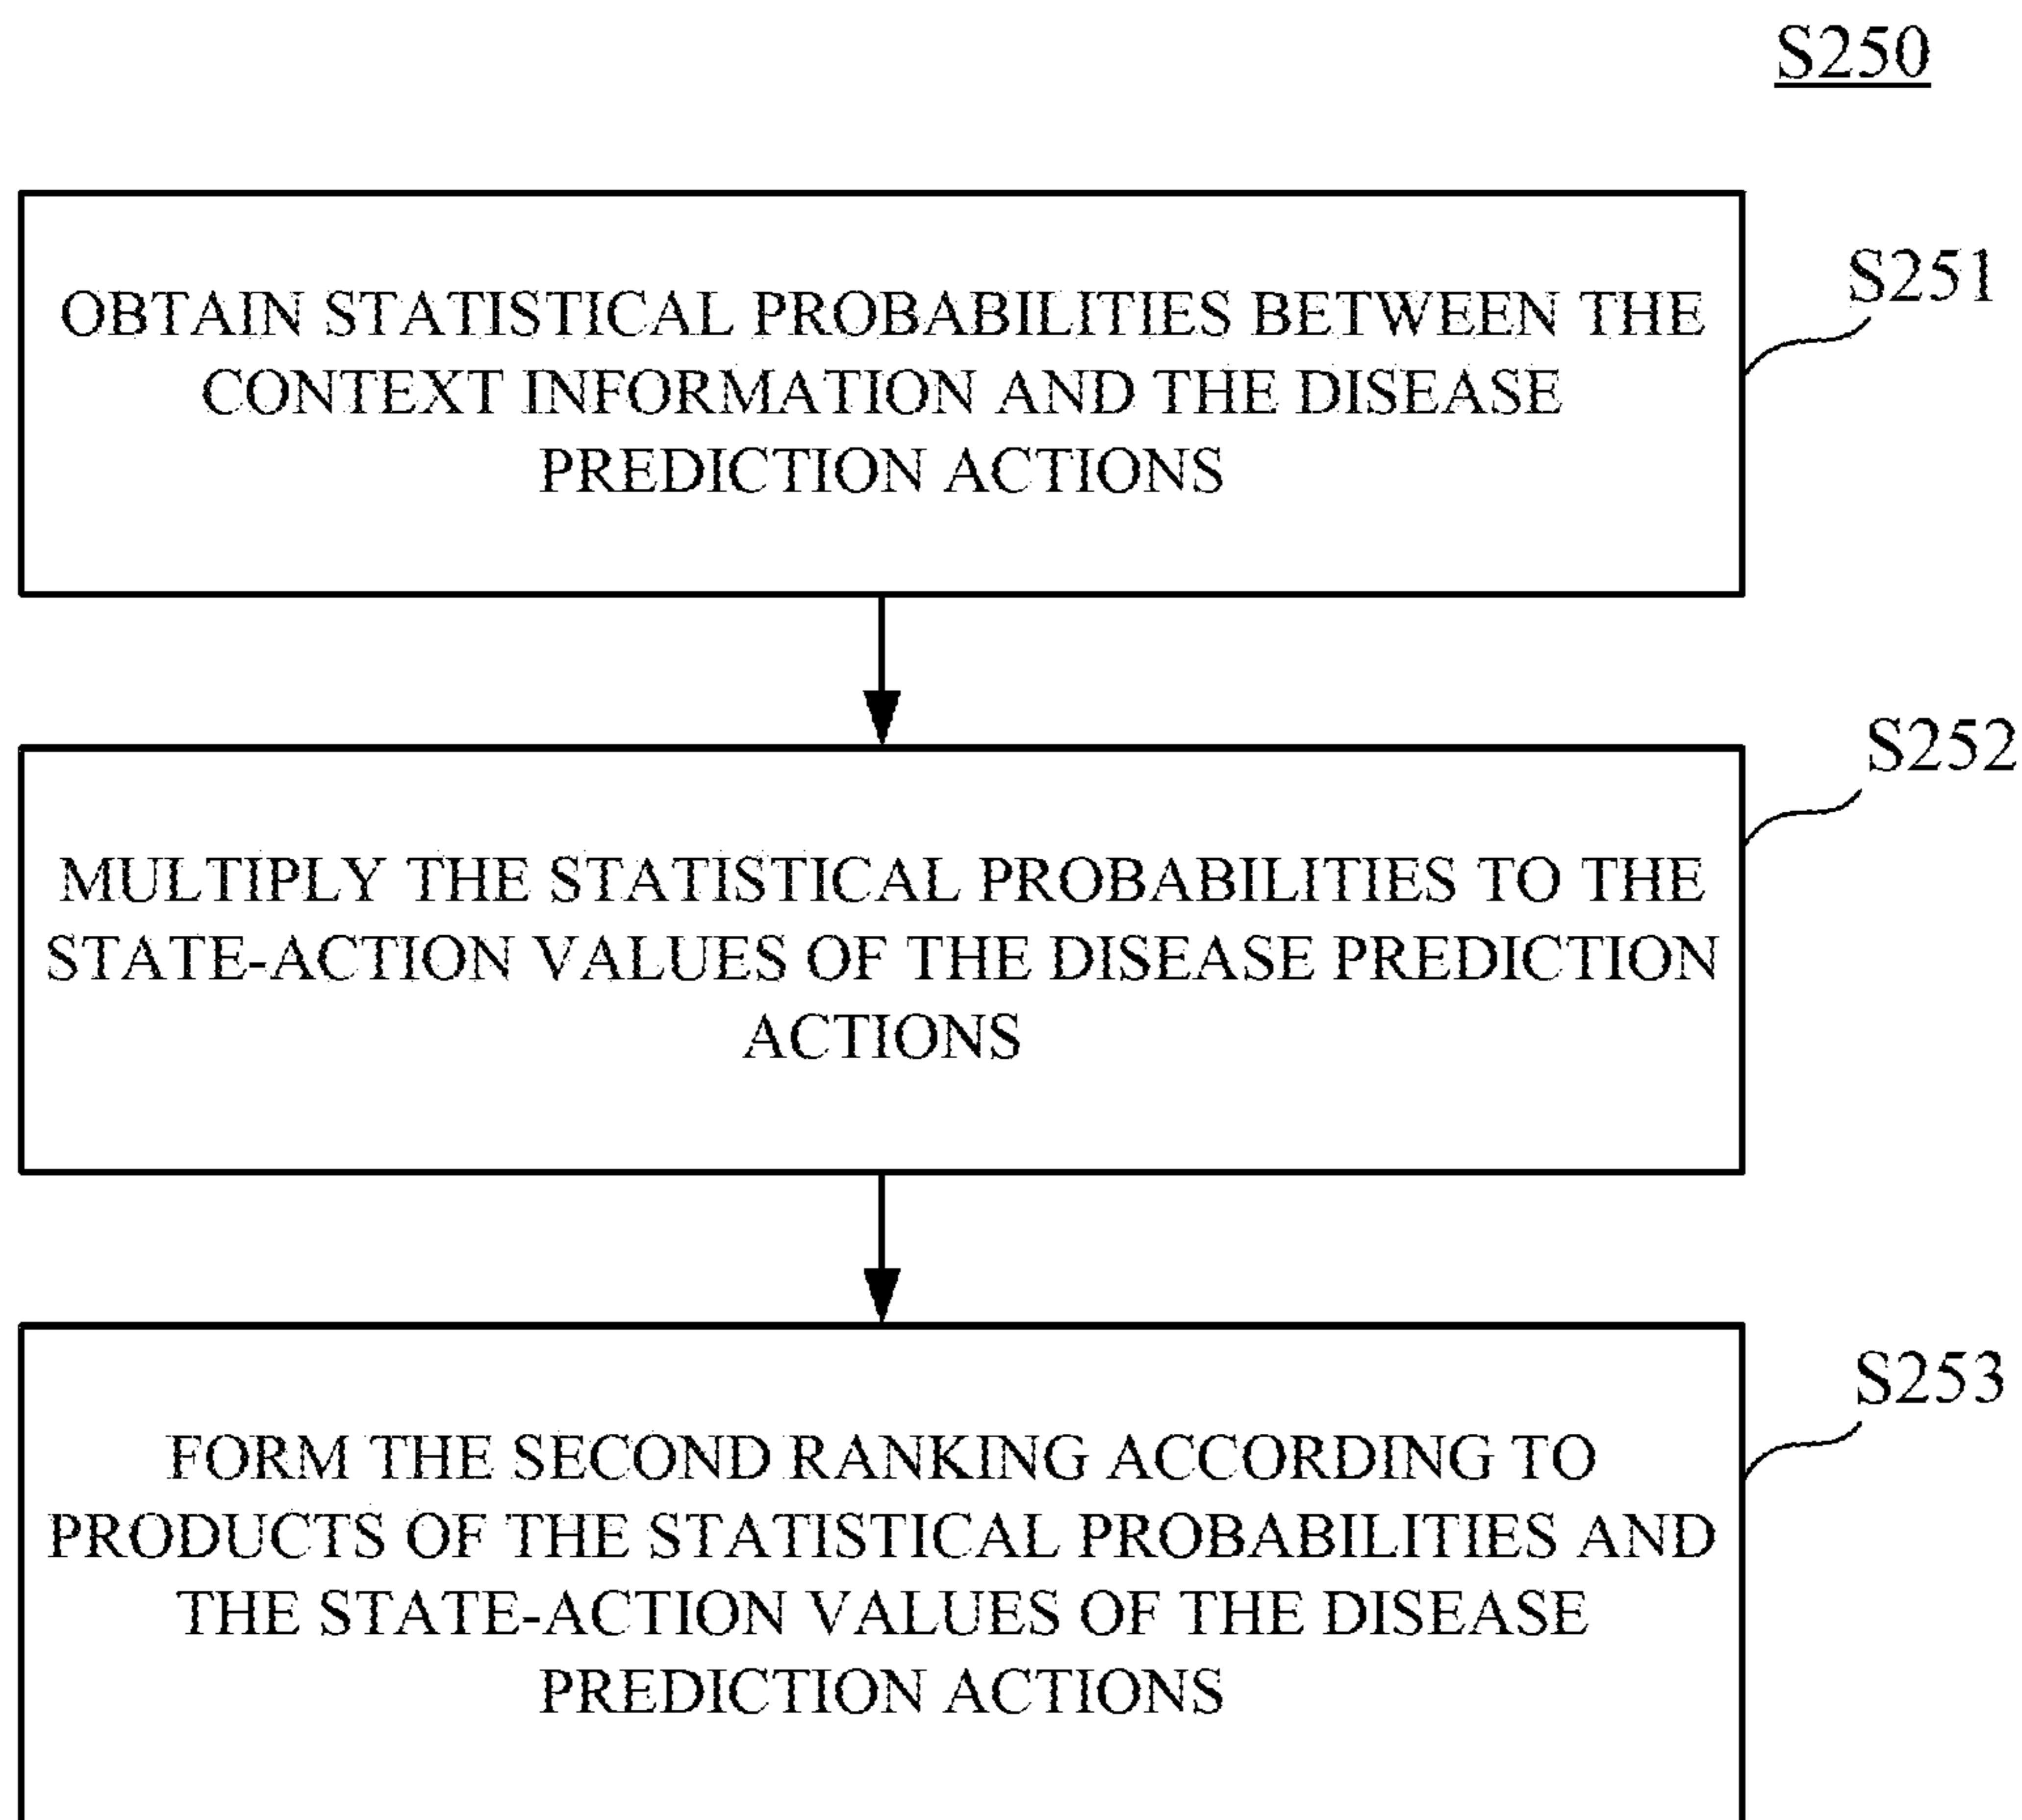 S250
OBTAIN STATISTICAL PROBABILITIES BETWEEN THE
CONTEXT INFORMATION AND THE DISEASE
PREDICTION ACTIONS
S251
MULTIPLY THE STATISTICAL PROBABILITIES TO THE
STATE-ACTION VALUES OF THE DISEASE PREDICTION
ACTIONS
S252
FORM THE SECOND RANKING ACCORDING TO
PRODUCTS OF THE STATISTICAL PROBABILITIES AND
THE STATE-ACTION VALUES OF THE DISEASE
PREDICTION ACTIONS
S253